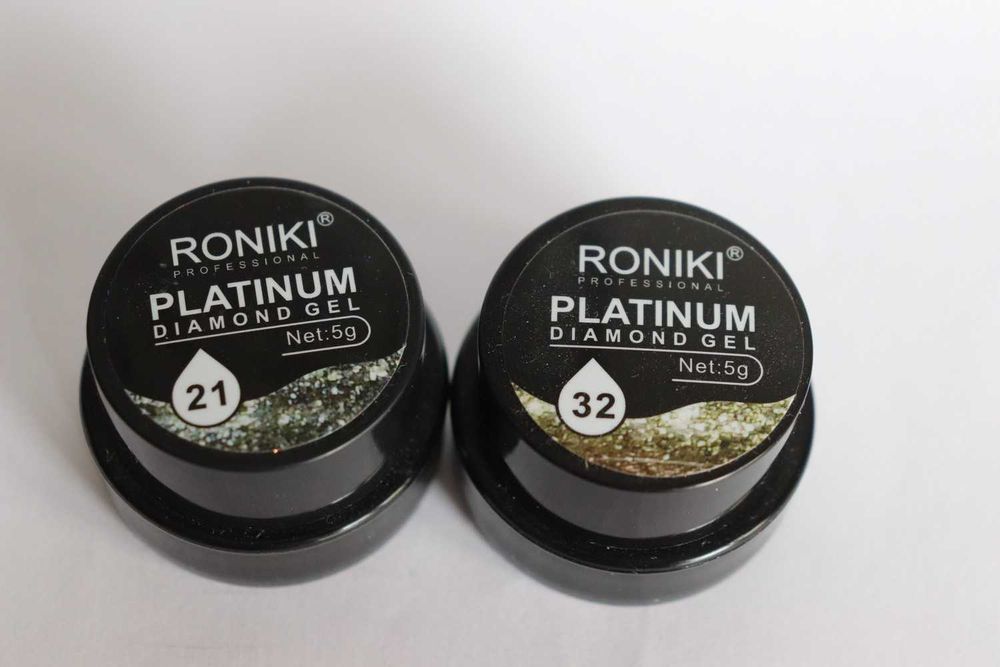 RONIKI®
PROFESSIONAL
PLATINUM
DIAMOND GEL
Net:5g
21
RONIKI®
PROFESSIONAL
PLATINUM
DIAMOND GEL
Net:5g
32